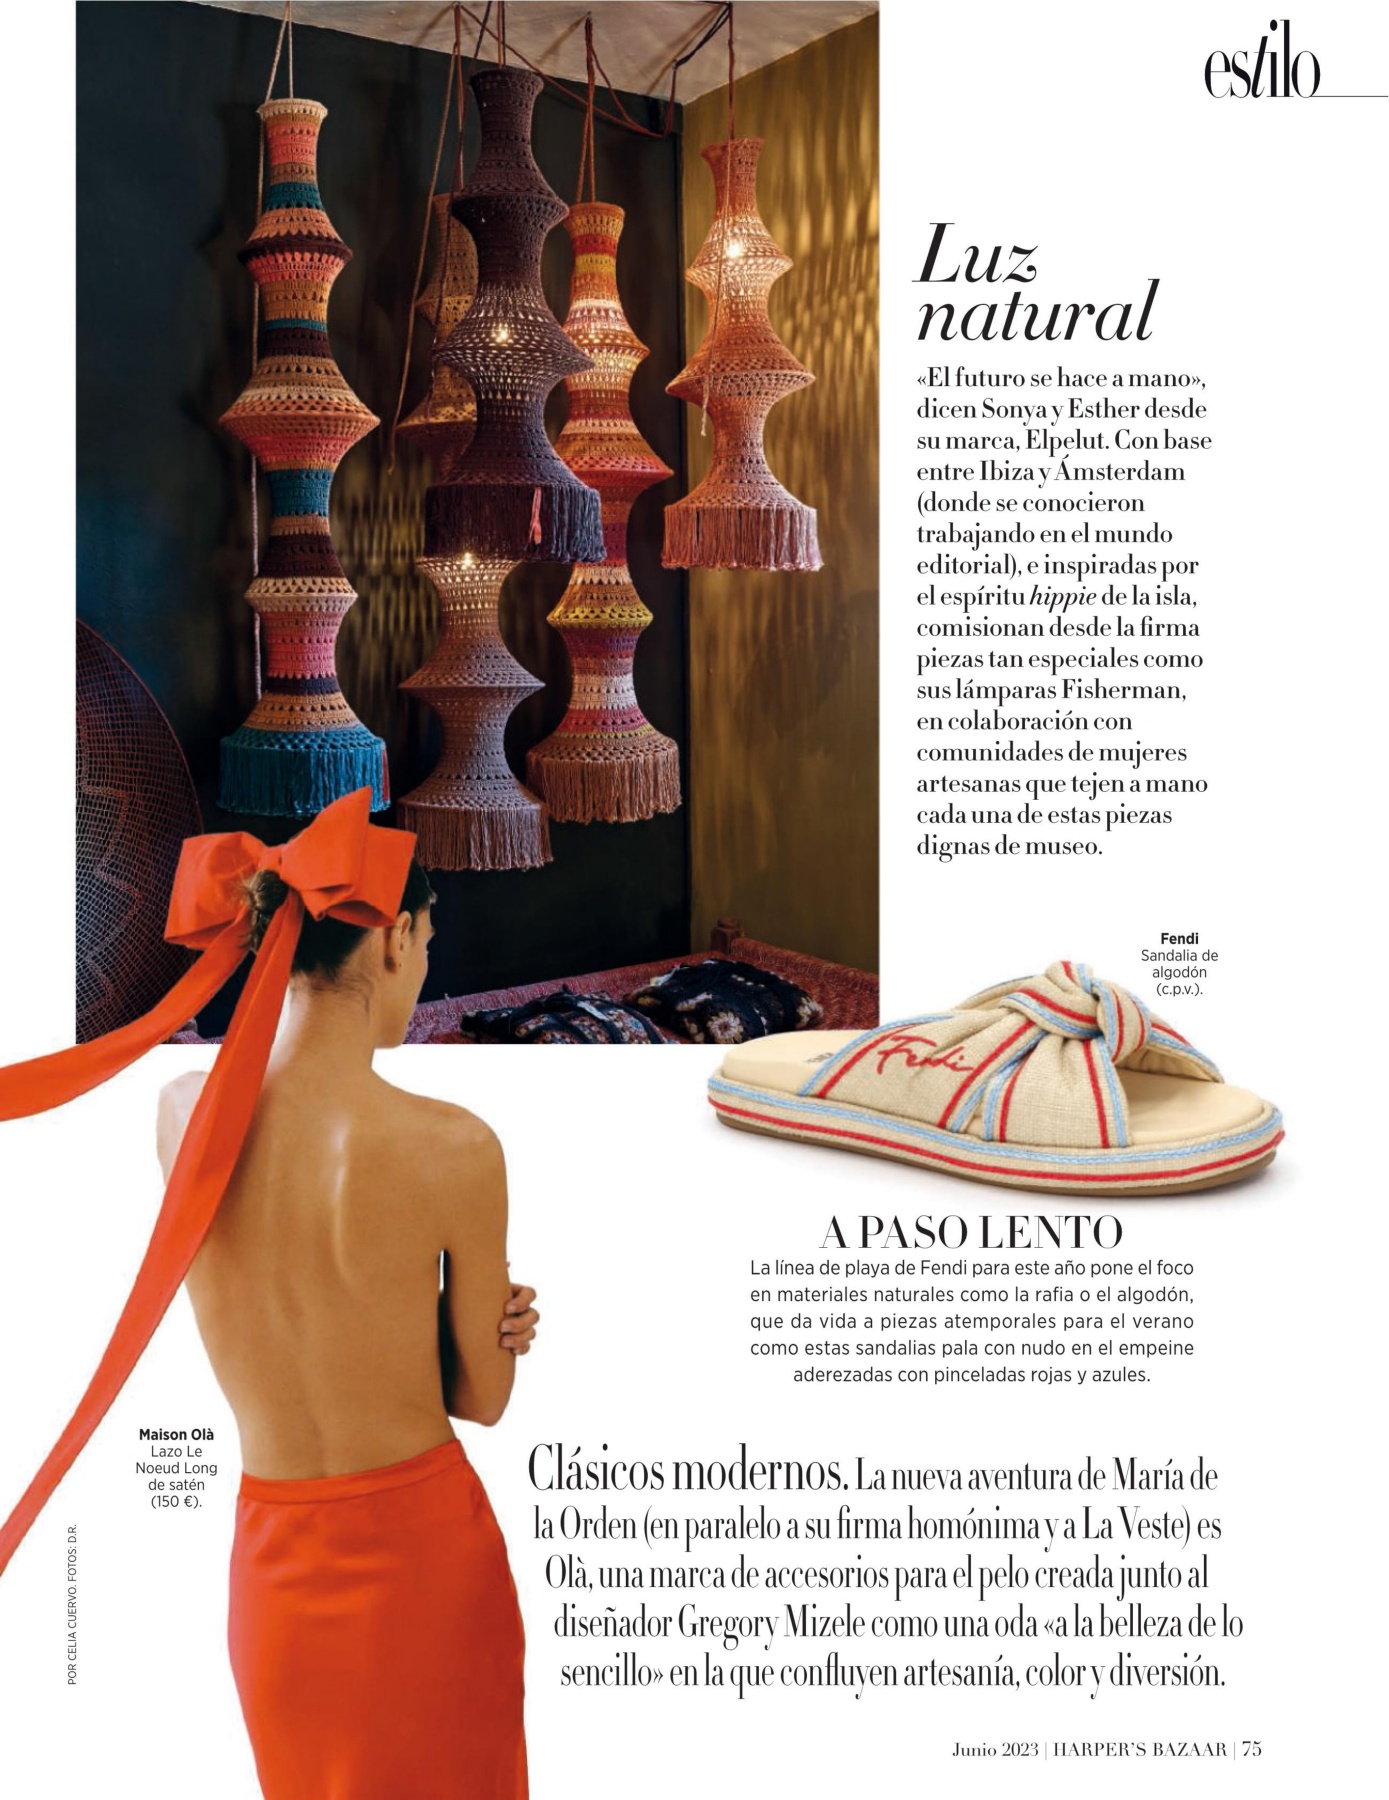 estilo
Luz
natural
«El futuro se hace a mano»,
dicen Sonya y Esther desde
su marca, Elpelut. Con base
entre Ibiza y Ámsterdam
(donde se conocieron
trabajando en el mundo
editorial), e inspiradas por
el espíritu hippie de la isla,
comisionan desde la firma
piezas tan especiales como
sus lámparas Fisherman,
en colaboración con
comunidades de mujeres
artesanas que tejen a mano
cada una de estas piezas
dignas de museo.
Fendi
Sandalia de
algodón
(c.p.v.).
Fendi
A PASO LENTO
La línea de playa de Fendi para este año pone el foco
en materiales naturales como la rafia o el algodón,
que da vida a piezas atemporales para el verano
como estas sandalias pala con nudo en el empeine
aderezadas con pinceladas rojas y azules.
Maison Olà
Lazo Le
Noeud Long
de satén
(150 €).
Clásicos modernos. La nueva aventura de María de
la Orden (en paralelo a su firma homónima y a La Veste) es
Olà, una marca de accesorios para el pelo creada junto al
diseñador Gregory Mizele como una oda «a la belleza de lo
sencillo» en la que confluyen artesanía, color y diversión.
POR CELIA CUERVO. FOTOS: D.R.
Junio 2023 | HARPER'S BAZAAR | 75